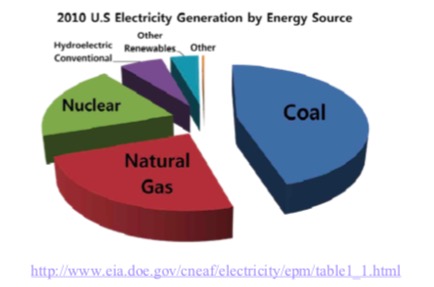 2010 U.S Electricity Generation by Energy Source
Other
Hydroelectric Renewables Other
Conventional
Nuclear
Coal
Natural
Gas
http://www.eia.doe.gov/cneaf/electricity/epm/table1_1.html